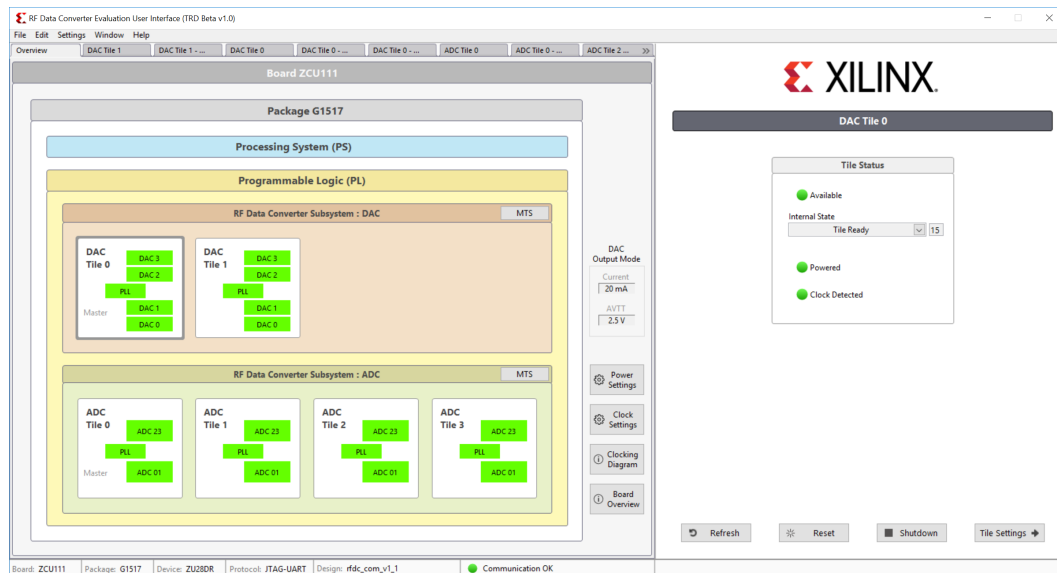 RF Data Converter Evaluation User Interface (TRD Beta v1.0)
File Edit Settings Window Help
Overview DAC Tile 1 DAC Tile 1 - ... DAC Tile 0 DAC Tile 0 - ... DAC Tile 0 - ... ADC Tile 0 ADC Tile 0 - ... ADC Tile 2 ... »
Board ZCU111
Package G1517
Processing System (PS)
Programmable Logic (PL)
RF Data Converter Subsystem : DAC MTS
DAC
Tile 0
DAC 3
DAC 2
PLL
Master
DAC 1
DAC 0
DAC
Tile 1
DAC 3
DAC 2
PLL
DAC 1
DAC 0
RF Data Converter Subsystem : ADC MTS
ADC
Tile 0
ADC 23
PLL
Master
ADC 01
ADC
Tile 1
ADC 23
PLL
ADC 01
ADC
Tile 2
ADC 23
PLL
ADC 01
ADC
Tile 3
ADC 23
PLL
ADC 01
DAC
Output Mode
Current
20 mA
AVTT
2.5 V
Power
Settings
Clock
Settings
Clocking
Diagram
Board
Overview
XILINX.
DAC Tile 0
Tile Status
Available
Internal State
Tile Ready 15
Powered
Clock Detected
Refresh Reset Shutdown Tile Settings
Board: ZCU111 Package: G1517 Device: ZU28DR Protocol: JTAG-UART Design: rfdc_com_v1_1 Communication OK